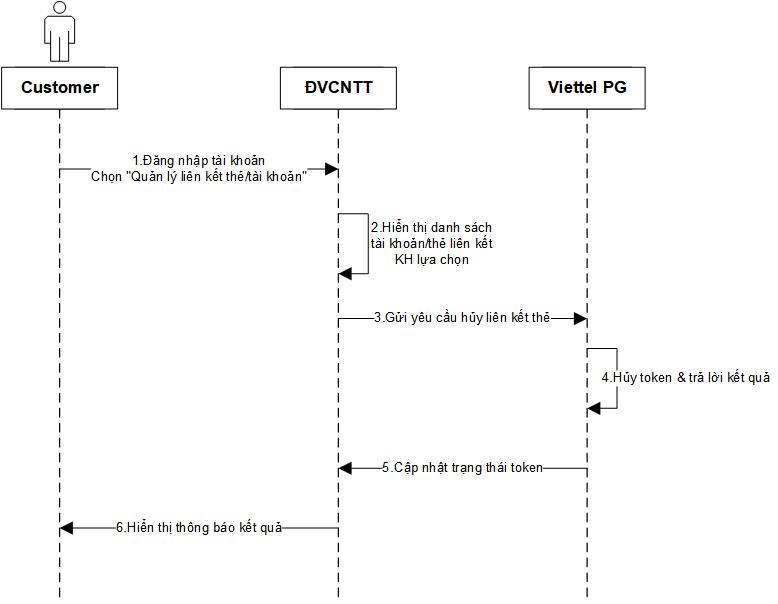 Customer
ĐVCNTT
Viettel PG
1.Đăng nhập tài khoản
Chọn "Quản lý liên kết thẻ/tài khoản"
2.Hiển thị danh sách
tài khoản/thẻ liên kết
KH lựa chọn
3.Gửi yêu cầu hủy liên kết thẻ
4.Hủy token & trả lời kết quả
5.Cập nhật trạng thái token
6.Hiển thị thông báo kết quả